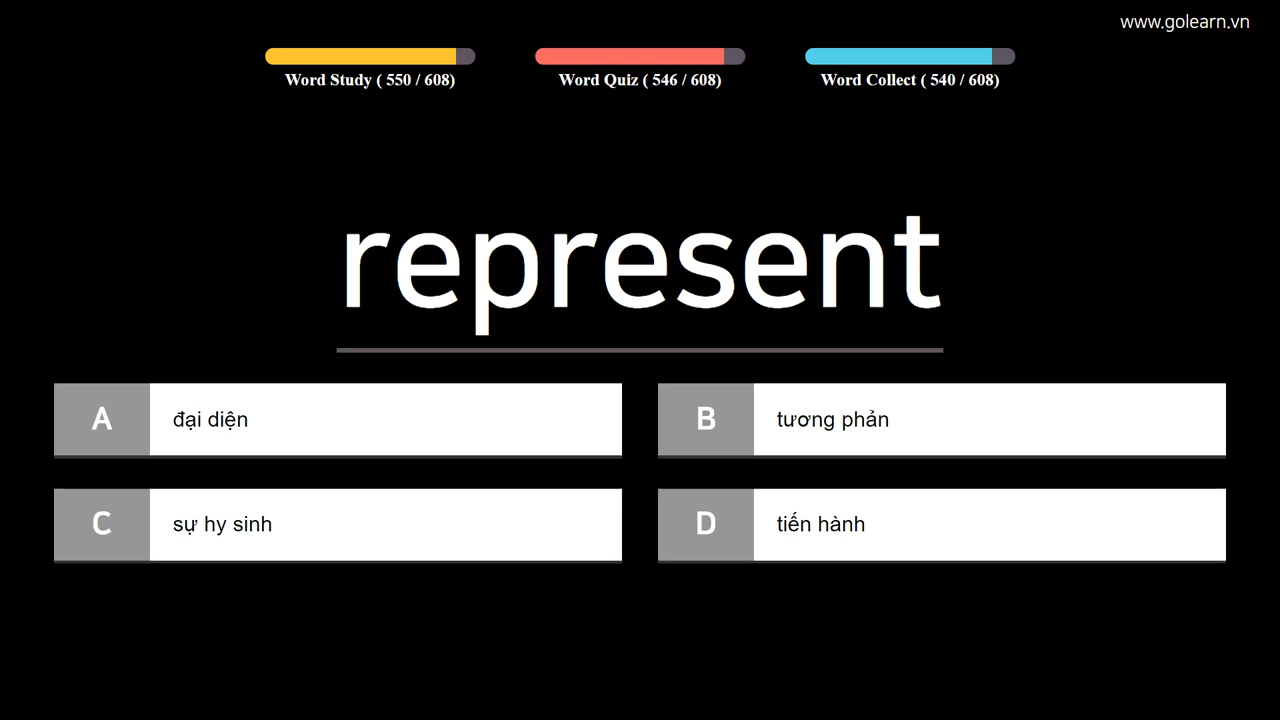 www.golearn.vn
Word Study ( 550 / 608)
Word Quiz ( 546 / 608)
Word Collect ( 540 / 608)
represent
A đại diện
B tương phản
C sự hy sinh
D tiến hành